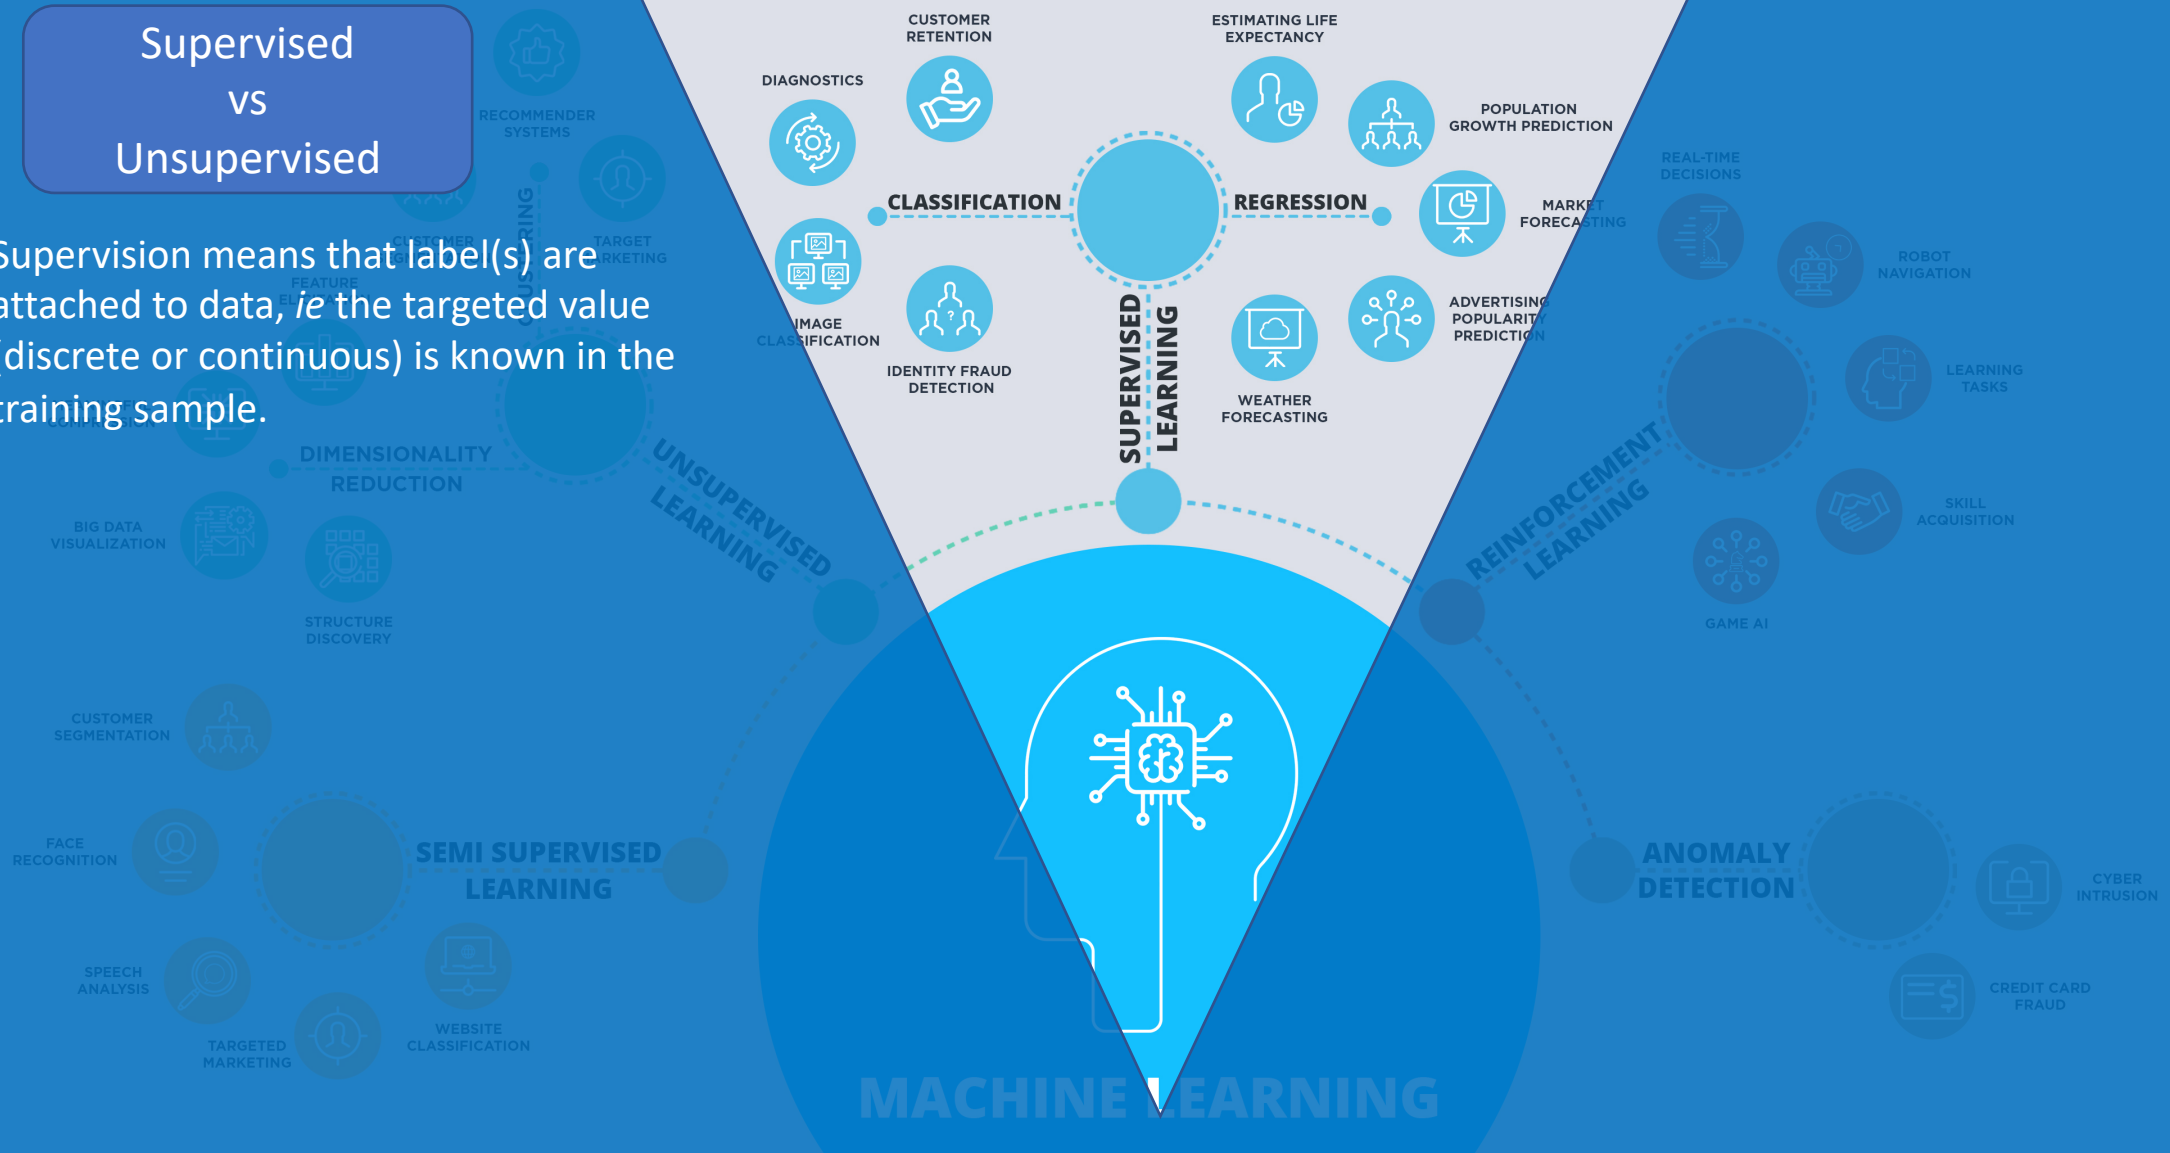 Supervised
vs
Unsupervised
Supervision means that label(s) are
attached to data, ie the targeted value
(discrete or continuous) is known in the
training sample.
CUSTOMER
RETENTION
DIAGNOSTICS
CLASSIFICATION
IMAGE
CLASSIFICATION
IDENTITY FRAUD
DETECTION
ESTIMATING LIFE
EXPECTANCY
POPULATION
GROWTH PREDICTION
REGRESSION
MARKET
FORECASTING
ADVERTISING
POPULARITY
PREDICTION
WEATHER
FORECASTING
SUPERVISED
LEARNING
RECOMMENDER
SYSTEMS
TARGET
MARKETING
CUSTOMER
CLUSTERING
FEATURE
DIMENSIONALITY
REDUCTION
BIG DATA
VISUALIZATION
STRUCTURE
DISCOVERY
UNSUPERVISED
LEARNING
REAL-TIME
DECISIONS
ROBOT
NAVIGATION
LEARNING
TASKS
SKILL
ACQUISITION
GAME AI
REINFORCEMENT
LEARNING
CUSTOMER
SEGMENTATION
FACE
RECOGNITION
SEMI SUPERVISED
LEARNING
SPEECH
ANALYSIS
TARGETED
MARKETING
WEBSITE
CLASSIFICATION
ANOMALY
DETECTION
CYBER
INTRUSION
CREDIT CARD
FRAUD
MACHINE LEARNING